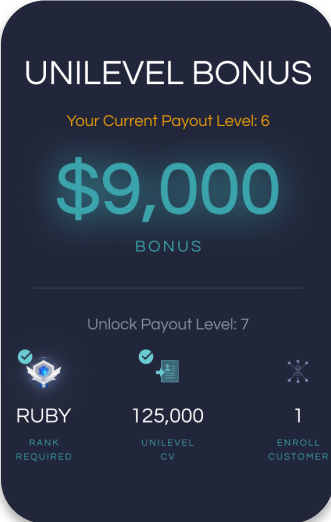 UNILEVEL BONUS
Your Current Payout Level: 6
$9,000
BONUS
Unlock Payout Level: 7
RUBY 125,000 1
RANK UNILEVEL ENROLL
REQUIRED CV CUSTOMER